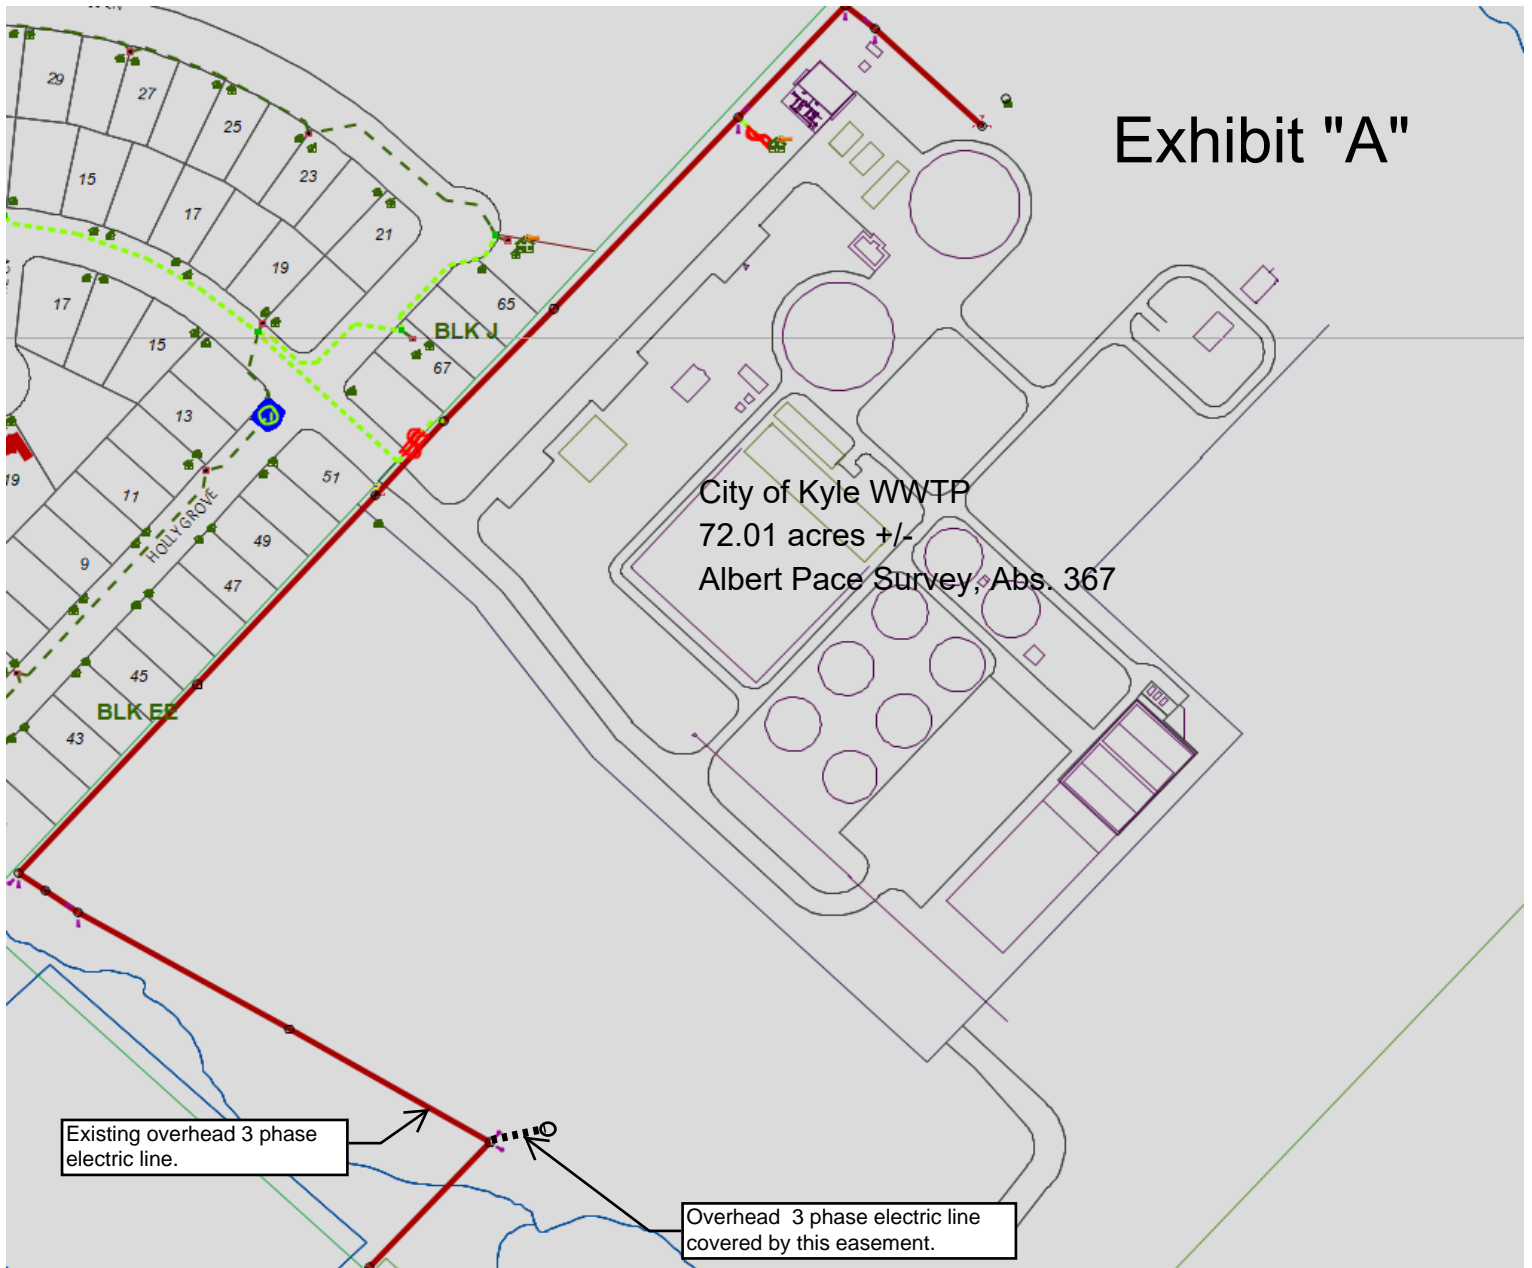 Exhibit "A"
29
27
25
23
21
15
17
19
17
15
13
11
9
19
HOLLYGROVE
51
49
47
45
43
BLK EE
65
BLK J
67
City of Kyle WWTP
72.01 acres +/-
Albert Pace Survey, Abs. 367
Existing overhead 3 phase
electric line.
Overhead 3 phase electric line
covered by this easement.